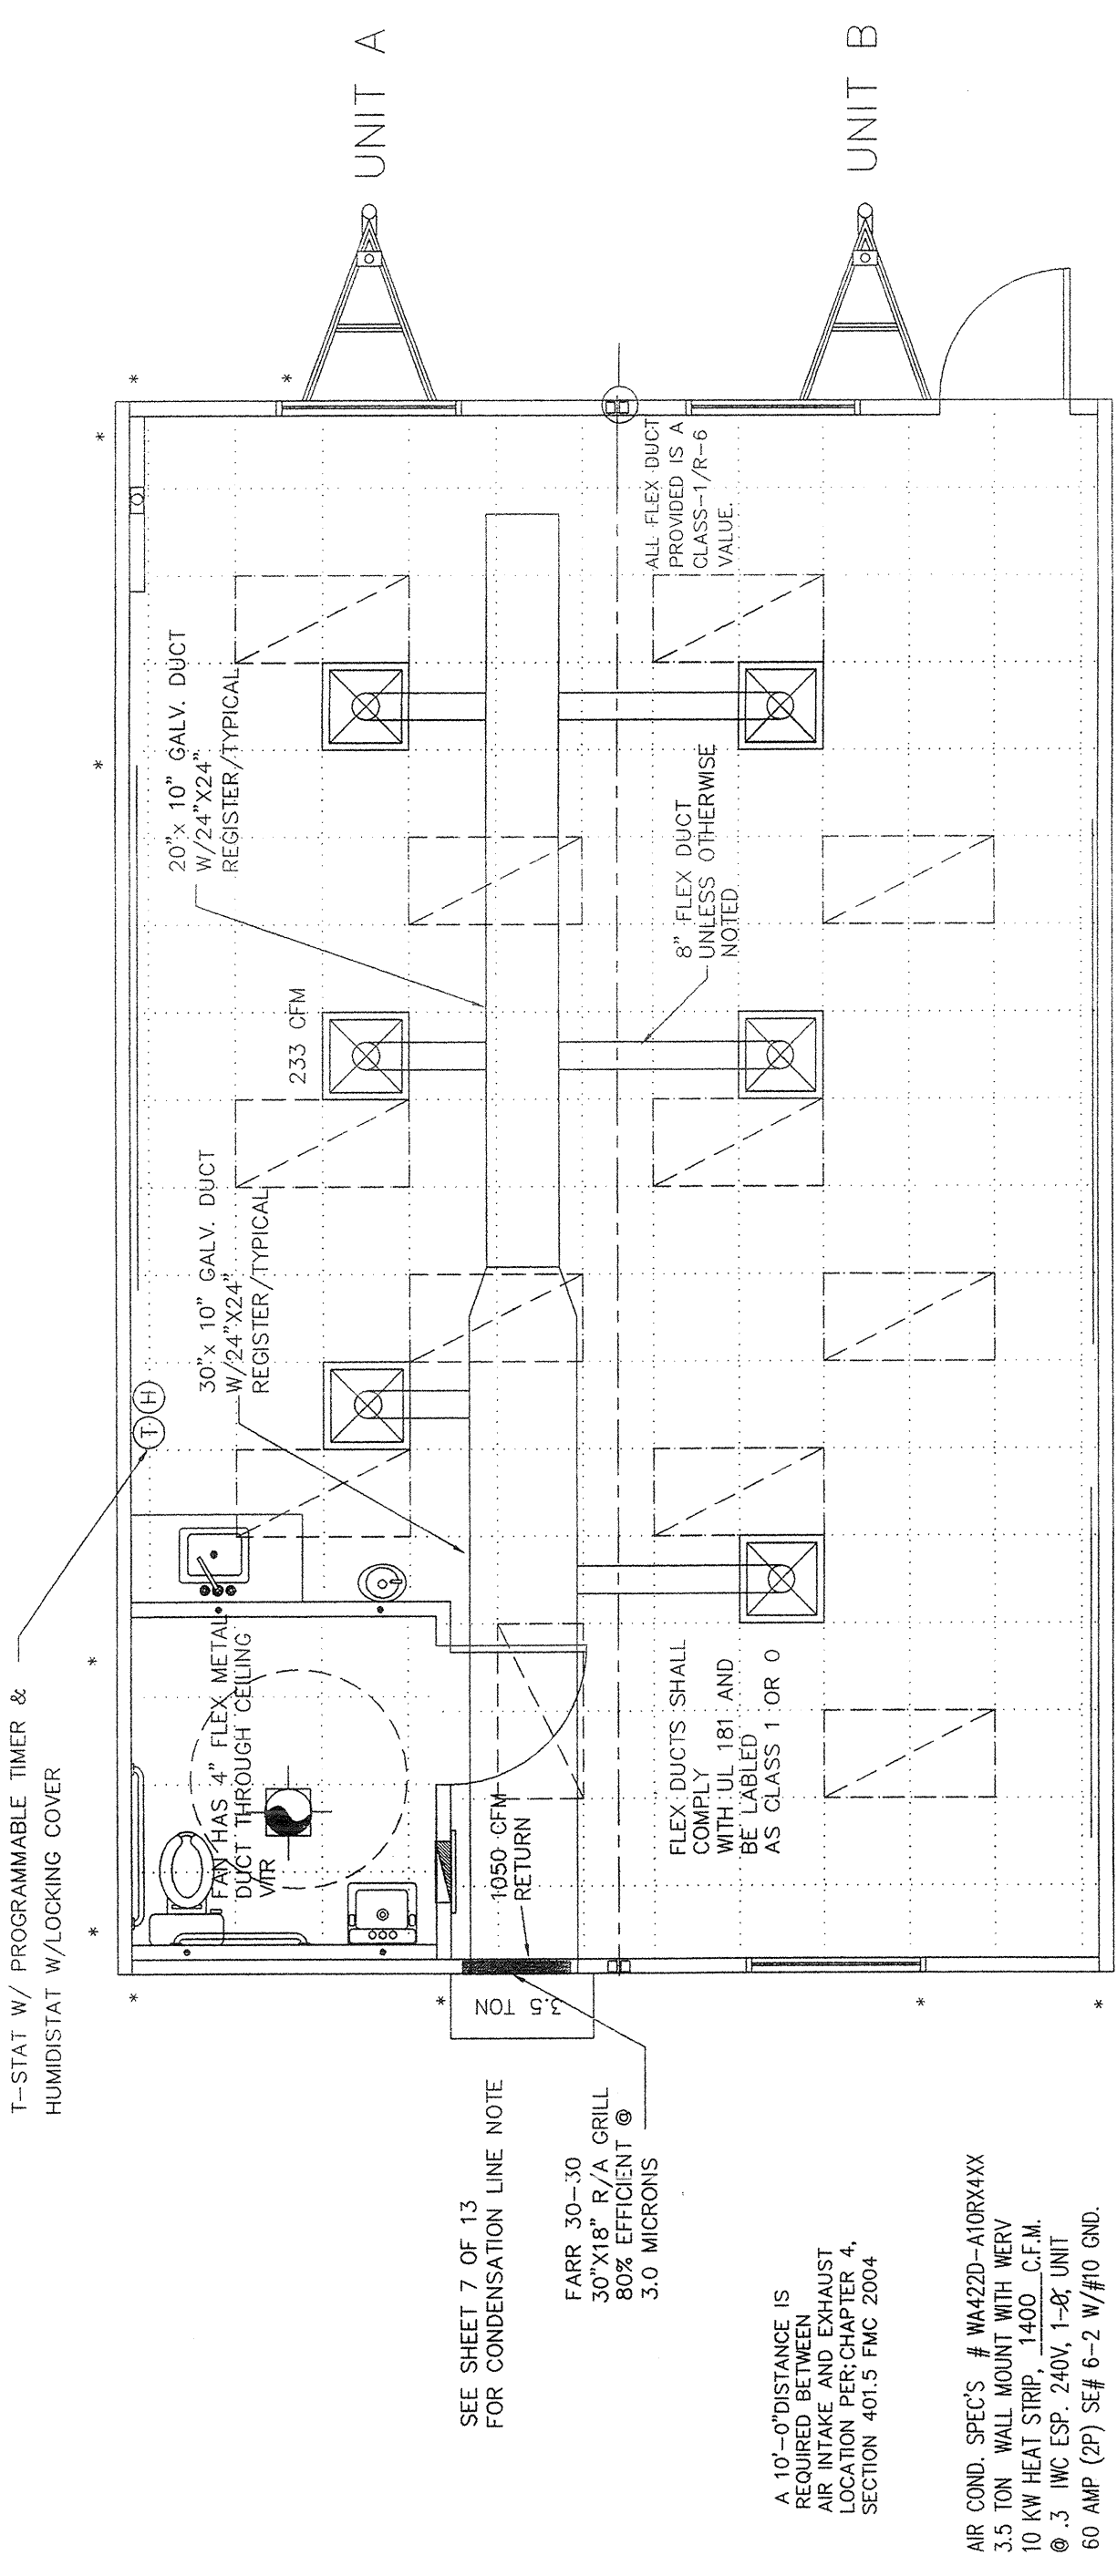 T-STAT W/ PROGRAMMABLE TIMER &
HUMIDISTAT W/LOCKING COVER
T
H
30"x 10" GALV. DUCT
W/24"X24"
REGISTER/TYPICAL
20"x 10" GALV. DUCT
W/24"X24"
REGISTER/TYPICAL
233 CFM
UNIT A
UNIT B
FAN HAS 4" FLEX METAL
DUCT THROUGH CEILING
VTR
1050 CFM
RETURN
3.5 TON
8" FLEX DUCT
UNLESS OTHERWISE
NOTED
ALL FLEX DUCT
PROVIDED IS A
CLASS-1/R-6
VALUE.
FLEX DUCTS SHALL
COMPLY
WITH UL 181 AND
BE LABLED
AS CLASS 1 OR 0
SEE SHEET 7 OF 13
FOR CONDENSATION LINE NOTE
FARR 30-30
30"X18" R/A GRILL
80% EFFICIENT @
3.0 MICRONS
A 10'-0"DISTANCE IS
REQUIRED BETWEEN
AIR INTAKE AND EXHAUST
LOCATION PER; CHAPTER 4,
SECTION 401.5 FMC 2004
AIR COND. SPEC'S # WA422D-A10RX4XX
3.5 TON WALL MOUNT WITH WERV
10 KW HEAT STRIP, 1400 C.F.M.
@ .3 IWC ESP. 240V, 1-Ø, UNIT
60 AMP (2P) SE# 6-2 W/#10 GND.